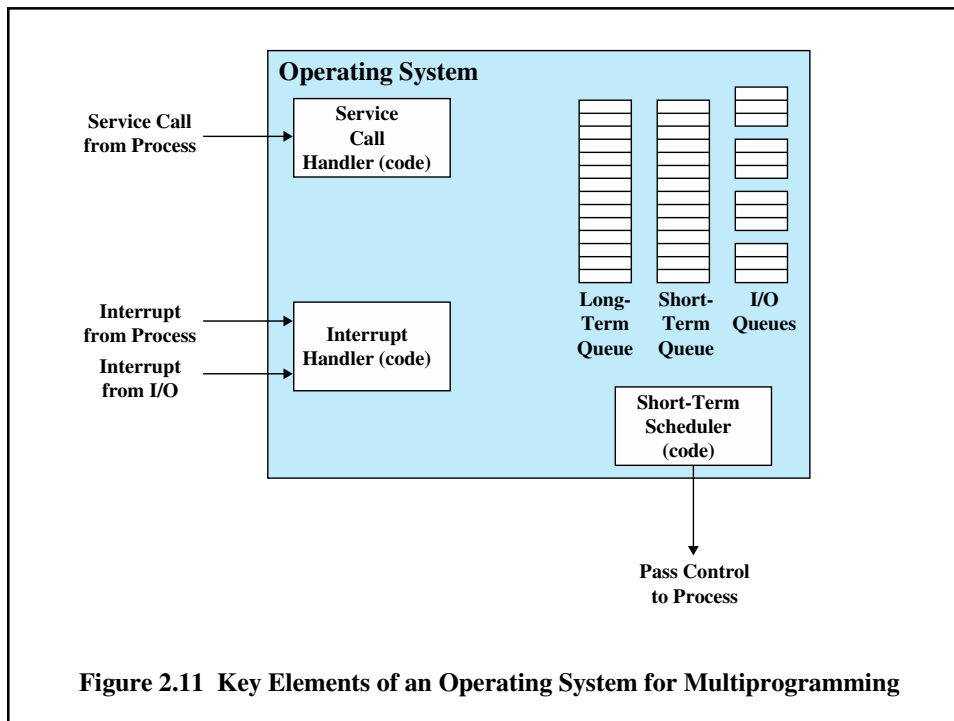 Operating System
Service Call
from Process
Service
Call
Handler (code)
Interrupt
from Process
Interrupt
from I/O
Interrupt
Handler (code)
Long-
Term
Queue
Short-
Term
Queue
I/O
Queues
Short-Term
Scheduler
(code)
Pass Control
to Process
Figure 2.11 Key Elements of an Operating System for Multiprogramming